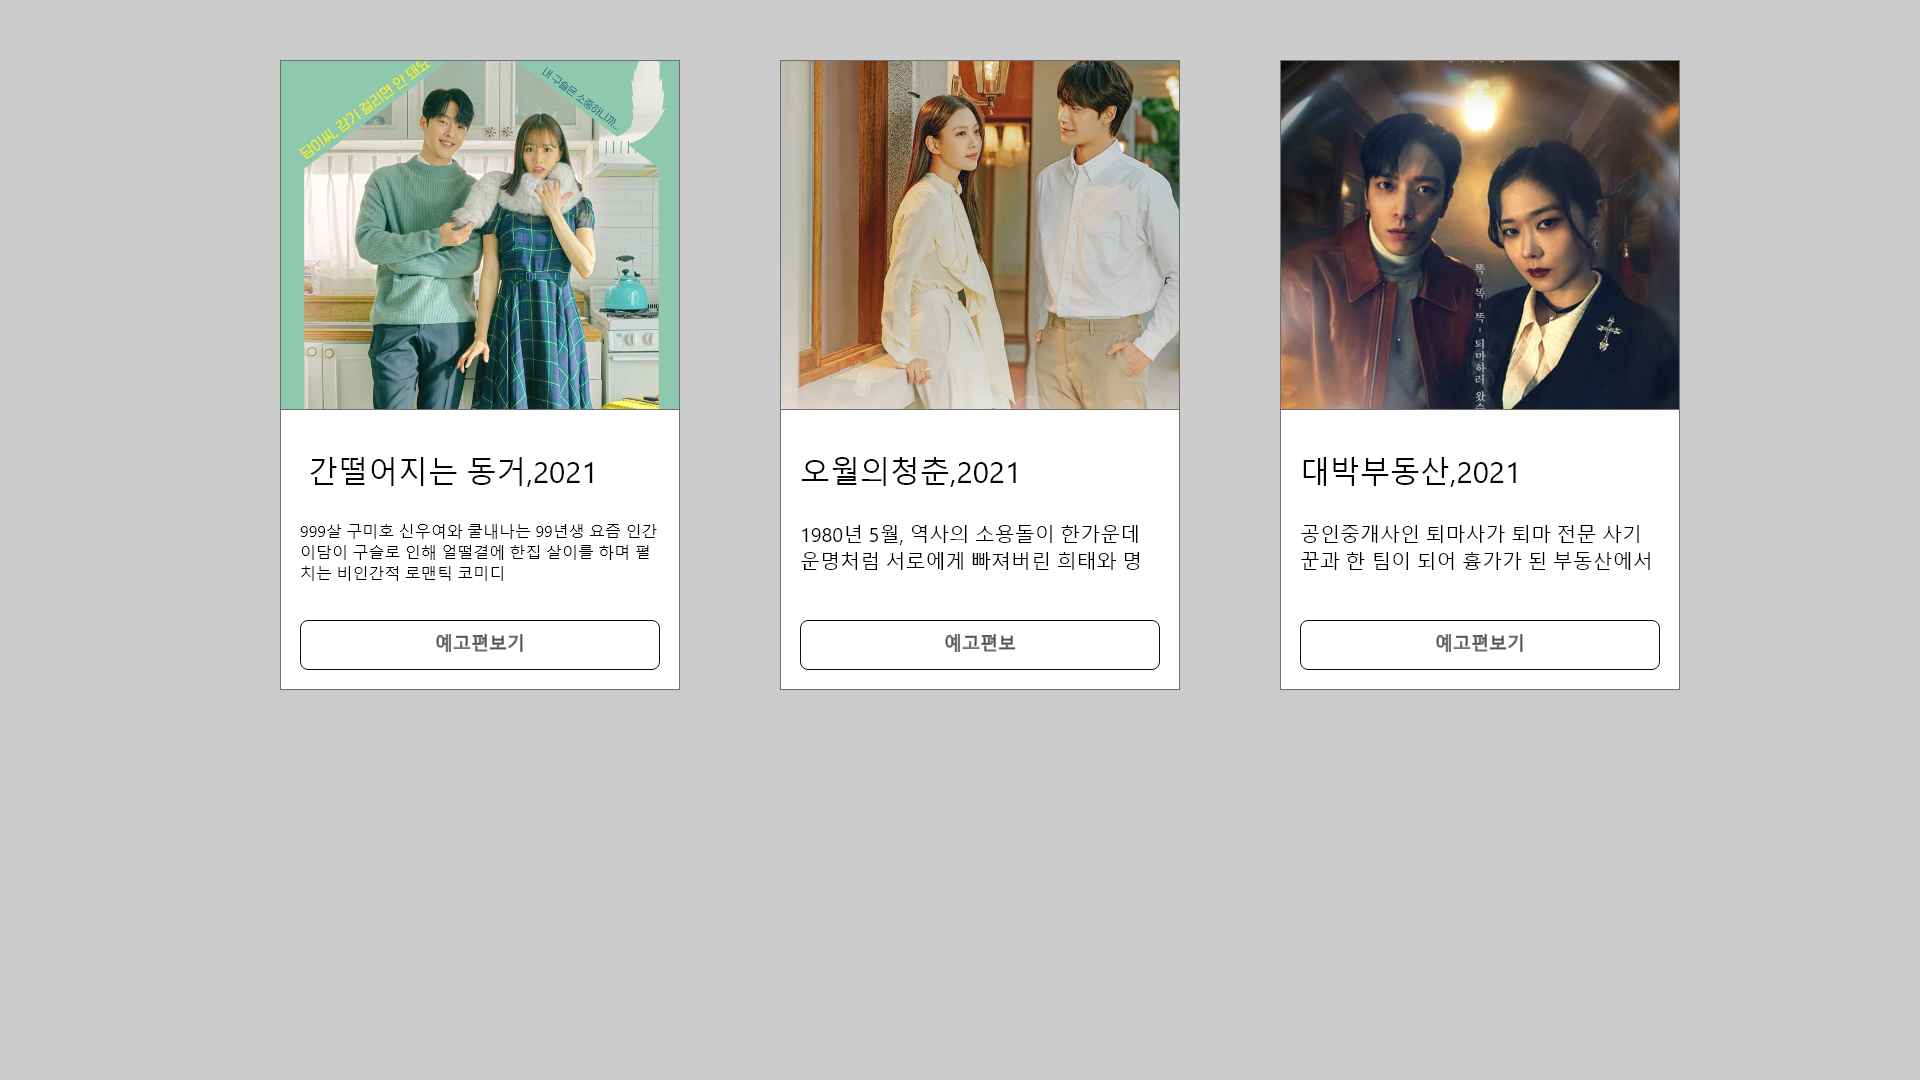 담이씨, 감기 걸리면 안 돼요
내 구슬은 소중하니까...
간떨어지는 동거,2021
999살 구미호 신우여와 쿨내나는 99년생 요즘 인간
이담이 구슬로 인해 얼떨결에 한집 살이를 하며 펼
치는 비인간적 로맨틱 코미디
예고편보기
오월의청춘,2021
1980년 5월, 역사의 소용돌이 한가운데
운명처럼 서로에게 빠져버린 희태와 명
예고편보
똑-똑-똑- 퇴마하러 왔
대박부동산,2021
공인중개사인 퇴마사가 퇴마 전문 사기
꾼과 한 팀이 되어 흉가가 된 부동산에서
예고편보기